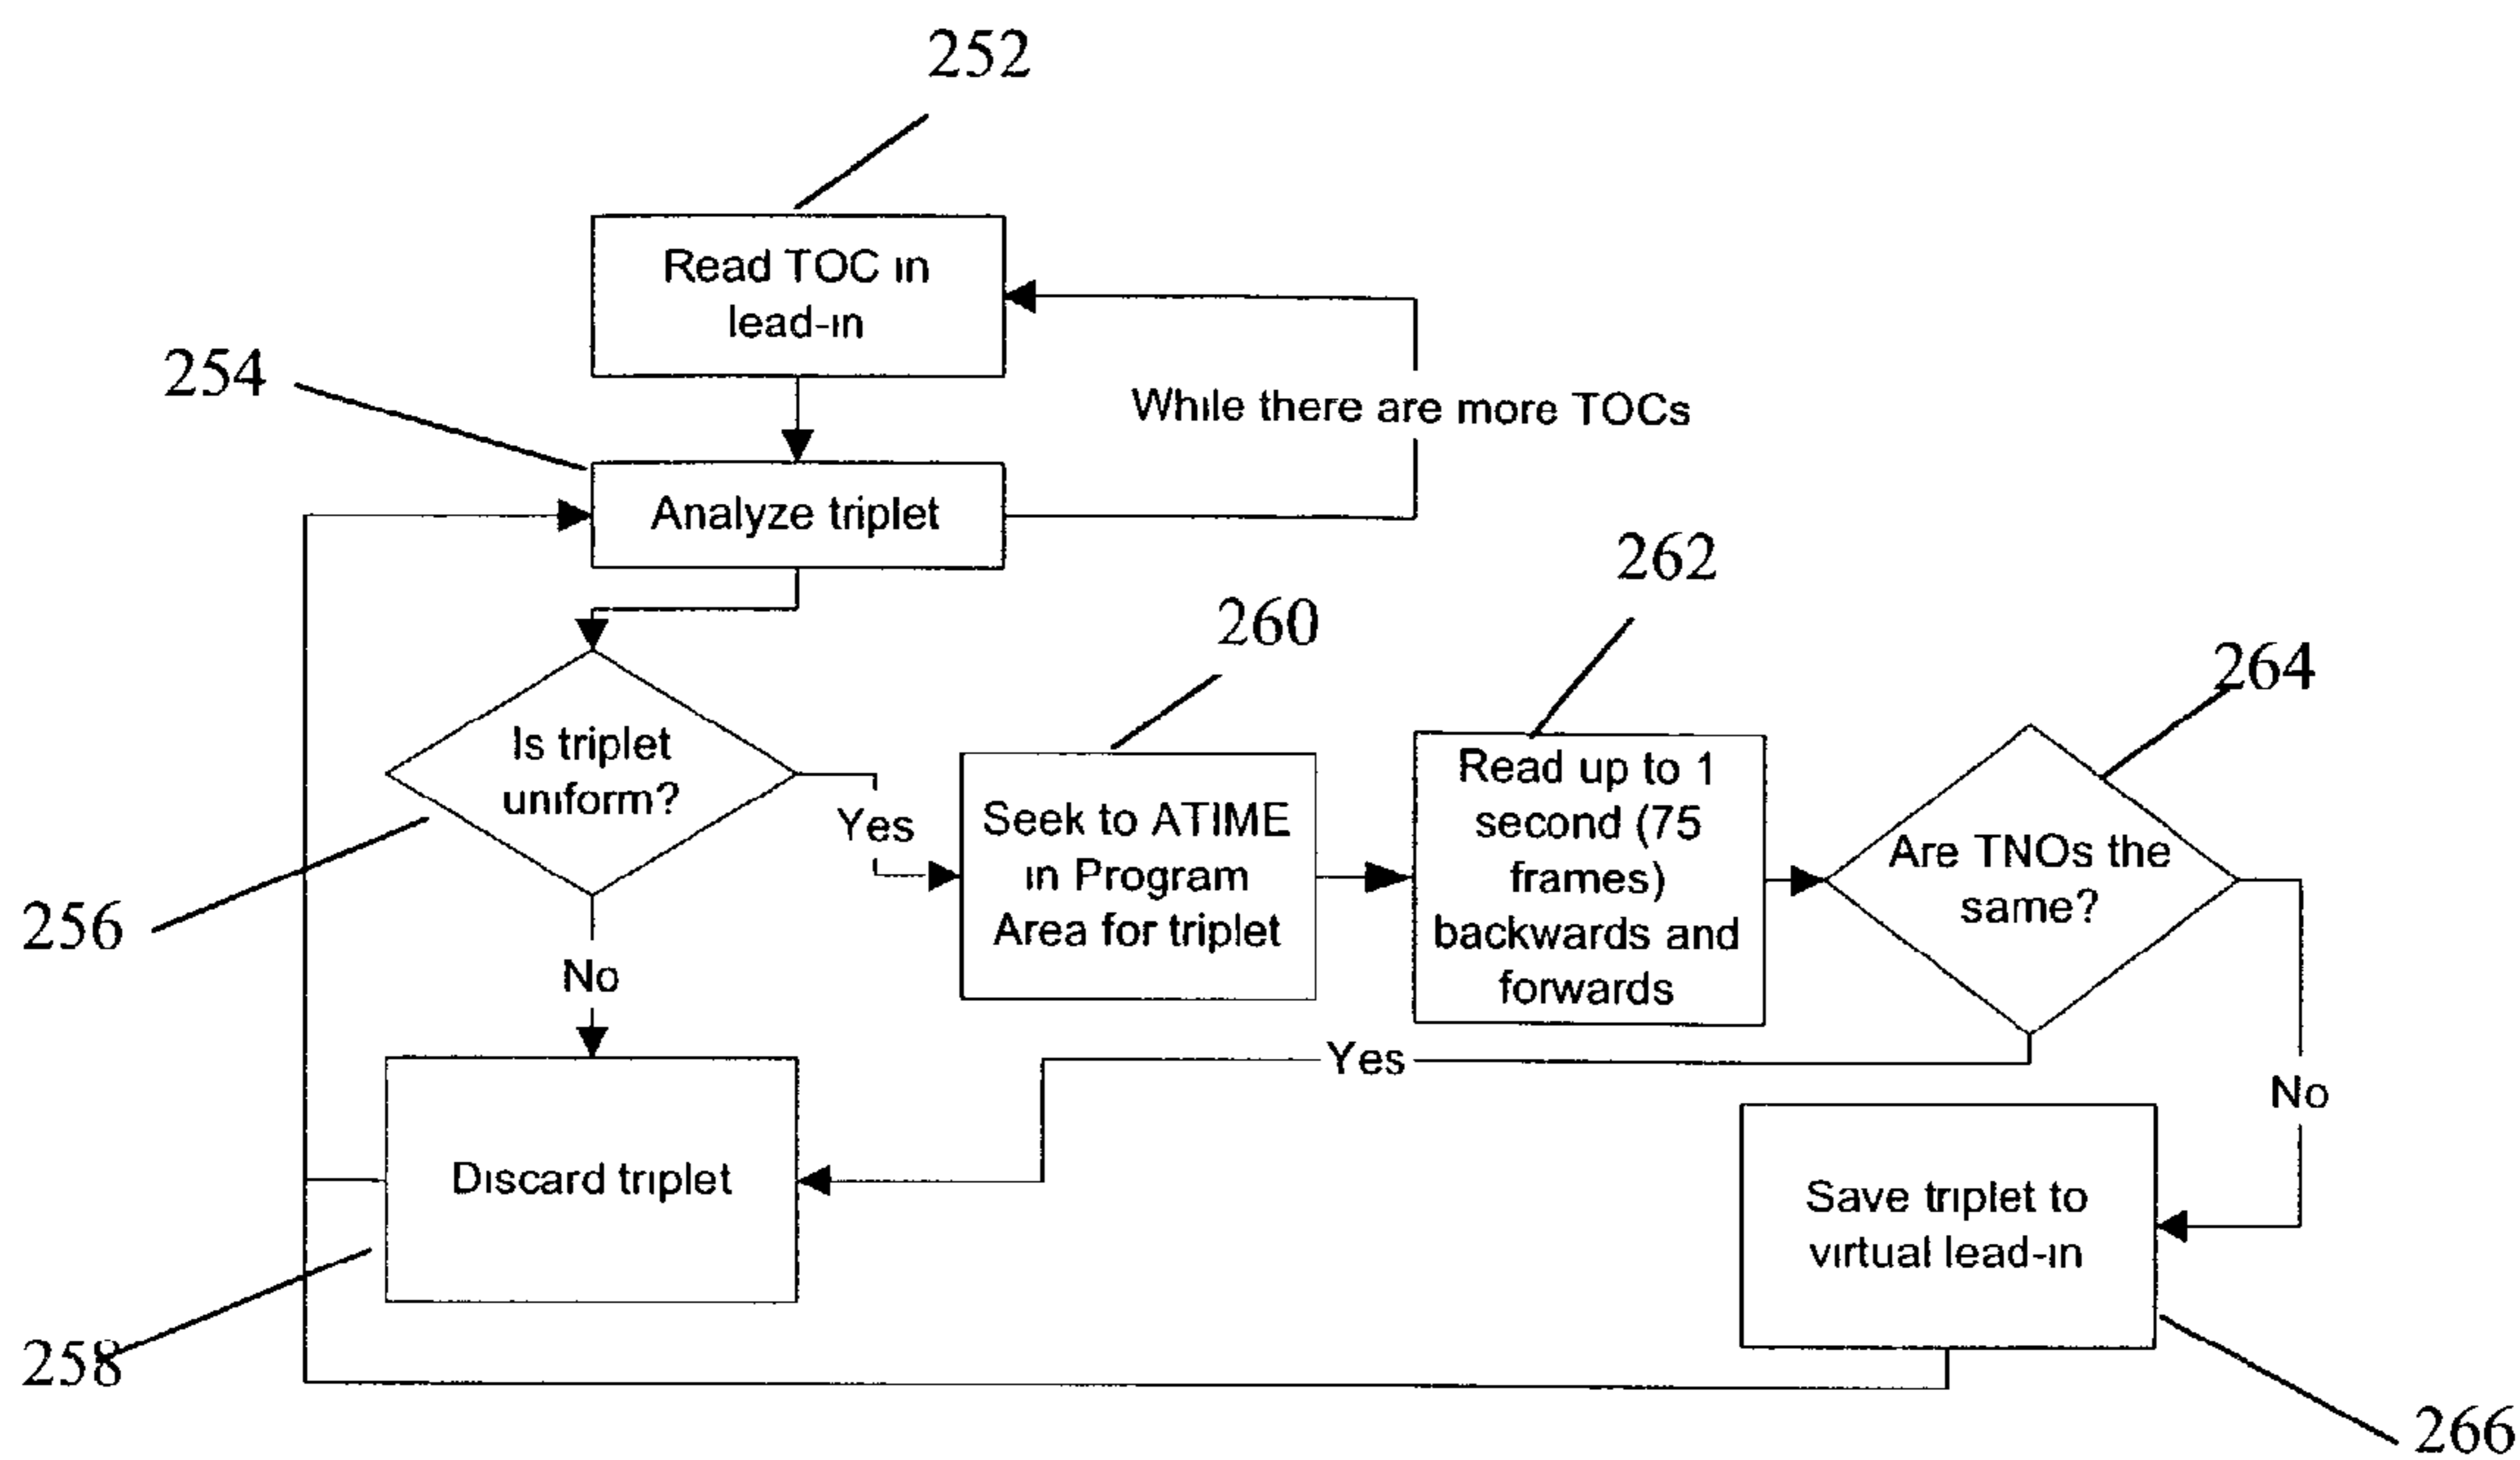 252
Read TOC in
lead-in
254
While there are more TOCs
Analyze triplet
262
260
264
Is triplet
uniform?
Yes
Seek to ATIME
in Program
Area for triplet
Read up to 1
second (75
frames)
backwards and
forwards
Are TNOs the
same?
256
No
Yes
No
Discard triplet
Save triplet to
virtual lead-in
258
266